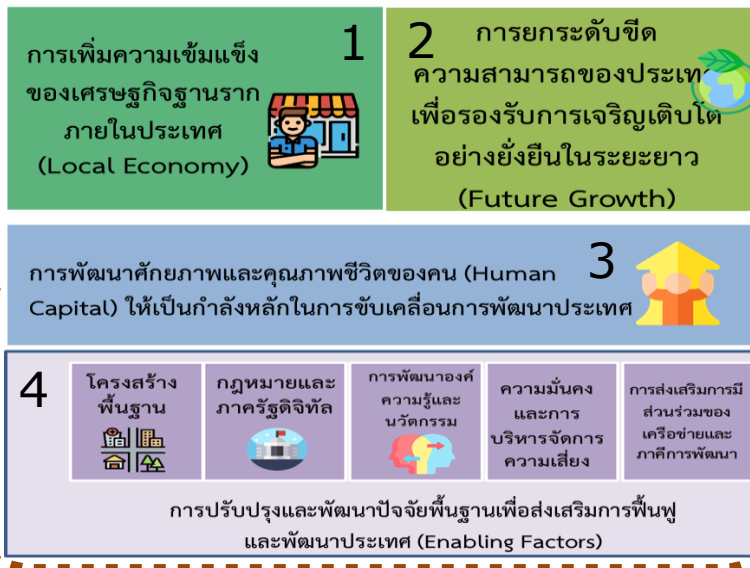 1
การเพิ่มความเข้มแข็ง
ของเศรษฐกิจฐานราก
ภายในประเทศ
(Local Economy)
2
การยกระดับขีด
ความสามารถของประเทศ
เพื่อรองรับการเจริญเติบโต
อย่างยั่งยืนในระยะยาว
(Future Growth)
3
การพัฒนาศักยภาพและคุณภาพชีวิตของคน (Human
Capital) ให้เป็นกำลังหลักในการขับเคลื่อนการพัฒนาประเทศ
4
โครงสร้าง
พื้นฐาน
กฎหมายและ
ภาครัฐดิจิทัล
การพัฒนาองค์
ความรู้และ
นวัตกรรม
ความมั่นคง
และการ
บริหารจัดการ
ความเสี่ยง
การส่งเสริมการมี
ส่วนร่วมของ
เครือข่ายและ
ภาคีการพัฒนา
การปรับปรุงและพัฒนาปัจจัยพื้นฐานเพื่อส่งเสริมการฟื้นฟู
และพัฒนาประเทศ (Enabling Factors)